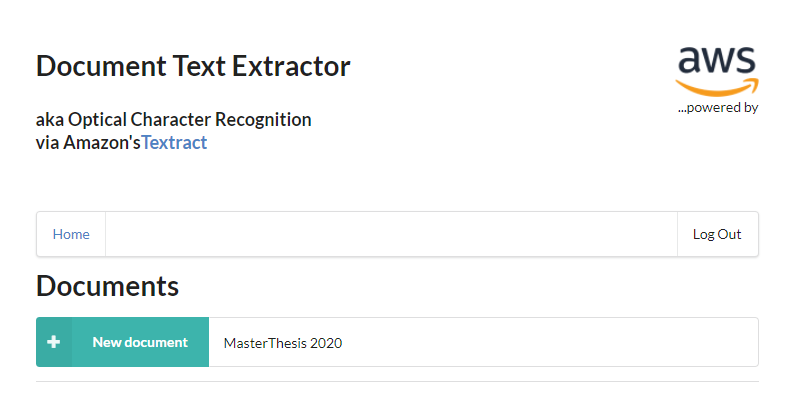 Document Text Extractor
aws
...powered by
aka Optical Character Recognition
via Amazon'sTextract
Home
Log Out
Documents
New document
MasterThesis 2020